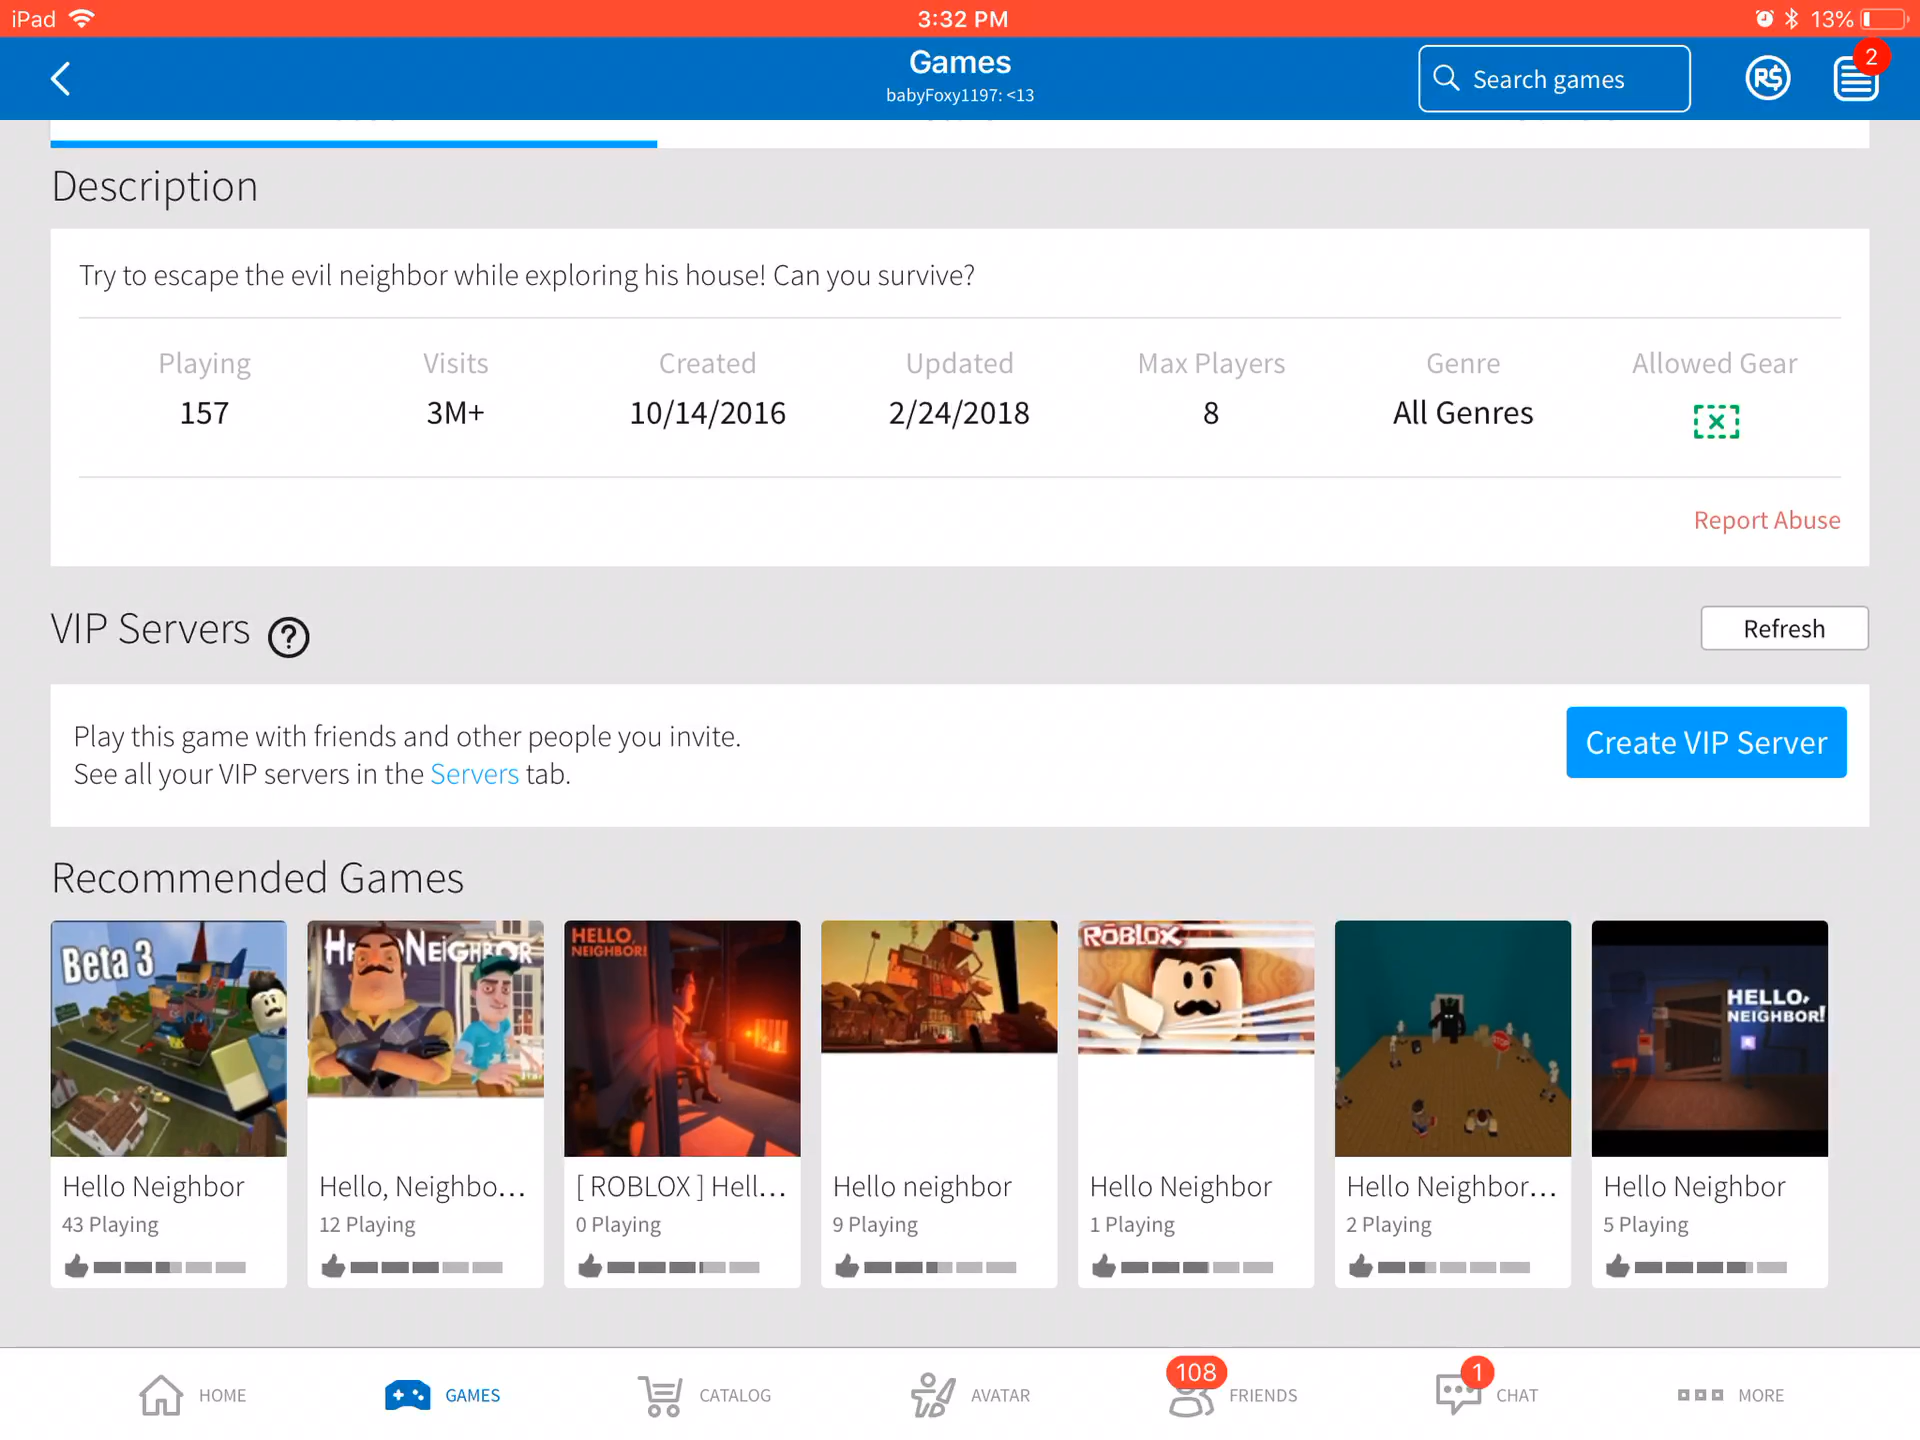 iPad
3:32 PM
13%
Games
babyFoxy1197: <13
Search games
R$
2
Description
Try to escape the evil neighbor while exploring his house! Can you survive?
Playing Visits Created Updated Max Players Genre Allowed Gear
157 3M+ 10/14/2016 2/24/2018 8 All Genres
Report Abuse
VIP Servers ?
Refresh
Play this game with friends and other people you invite.
See all your VIP servers in the Servers tab.
Create VIP Server
Recommended Games
Beta 3
HELLO,
NEIGHBOR!
ROBLOX
STOP
HELLO,
NEIGHBOR!
Hello Neighbor
43 Playing
Hello, Neighbo...
12 Playing
[ ROBLOX ] Hell...
0 Playing
Hello neighbor
9 Playing
Hello Neighbor
1 Playing
Hello Neighbor...
2 Playing
Hello Neighbor
5 Playing
HOME
GAMES
CATALOG
AVATAR
108
FRIENDS
1
CHAT
MORE